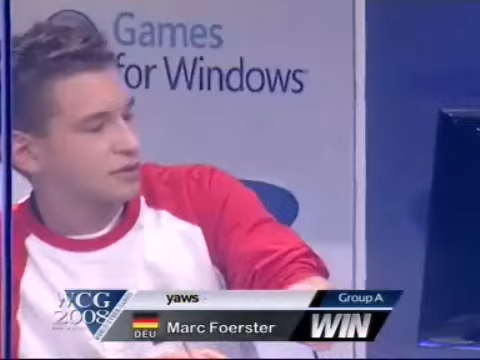 Games
for Windows
WCG
2008
yaws
Group A
DEU
Marc Foerster
WIN